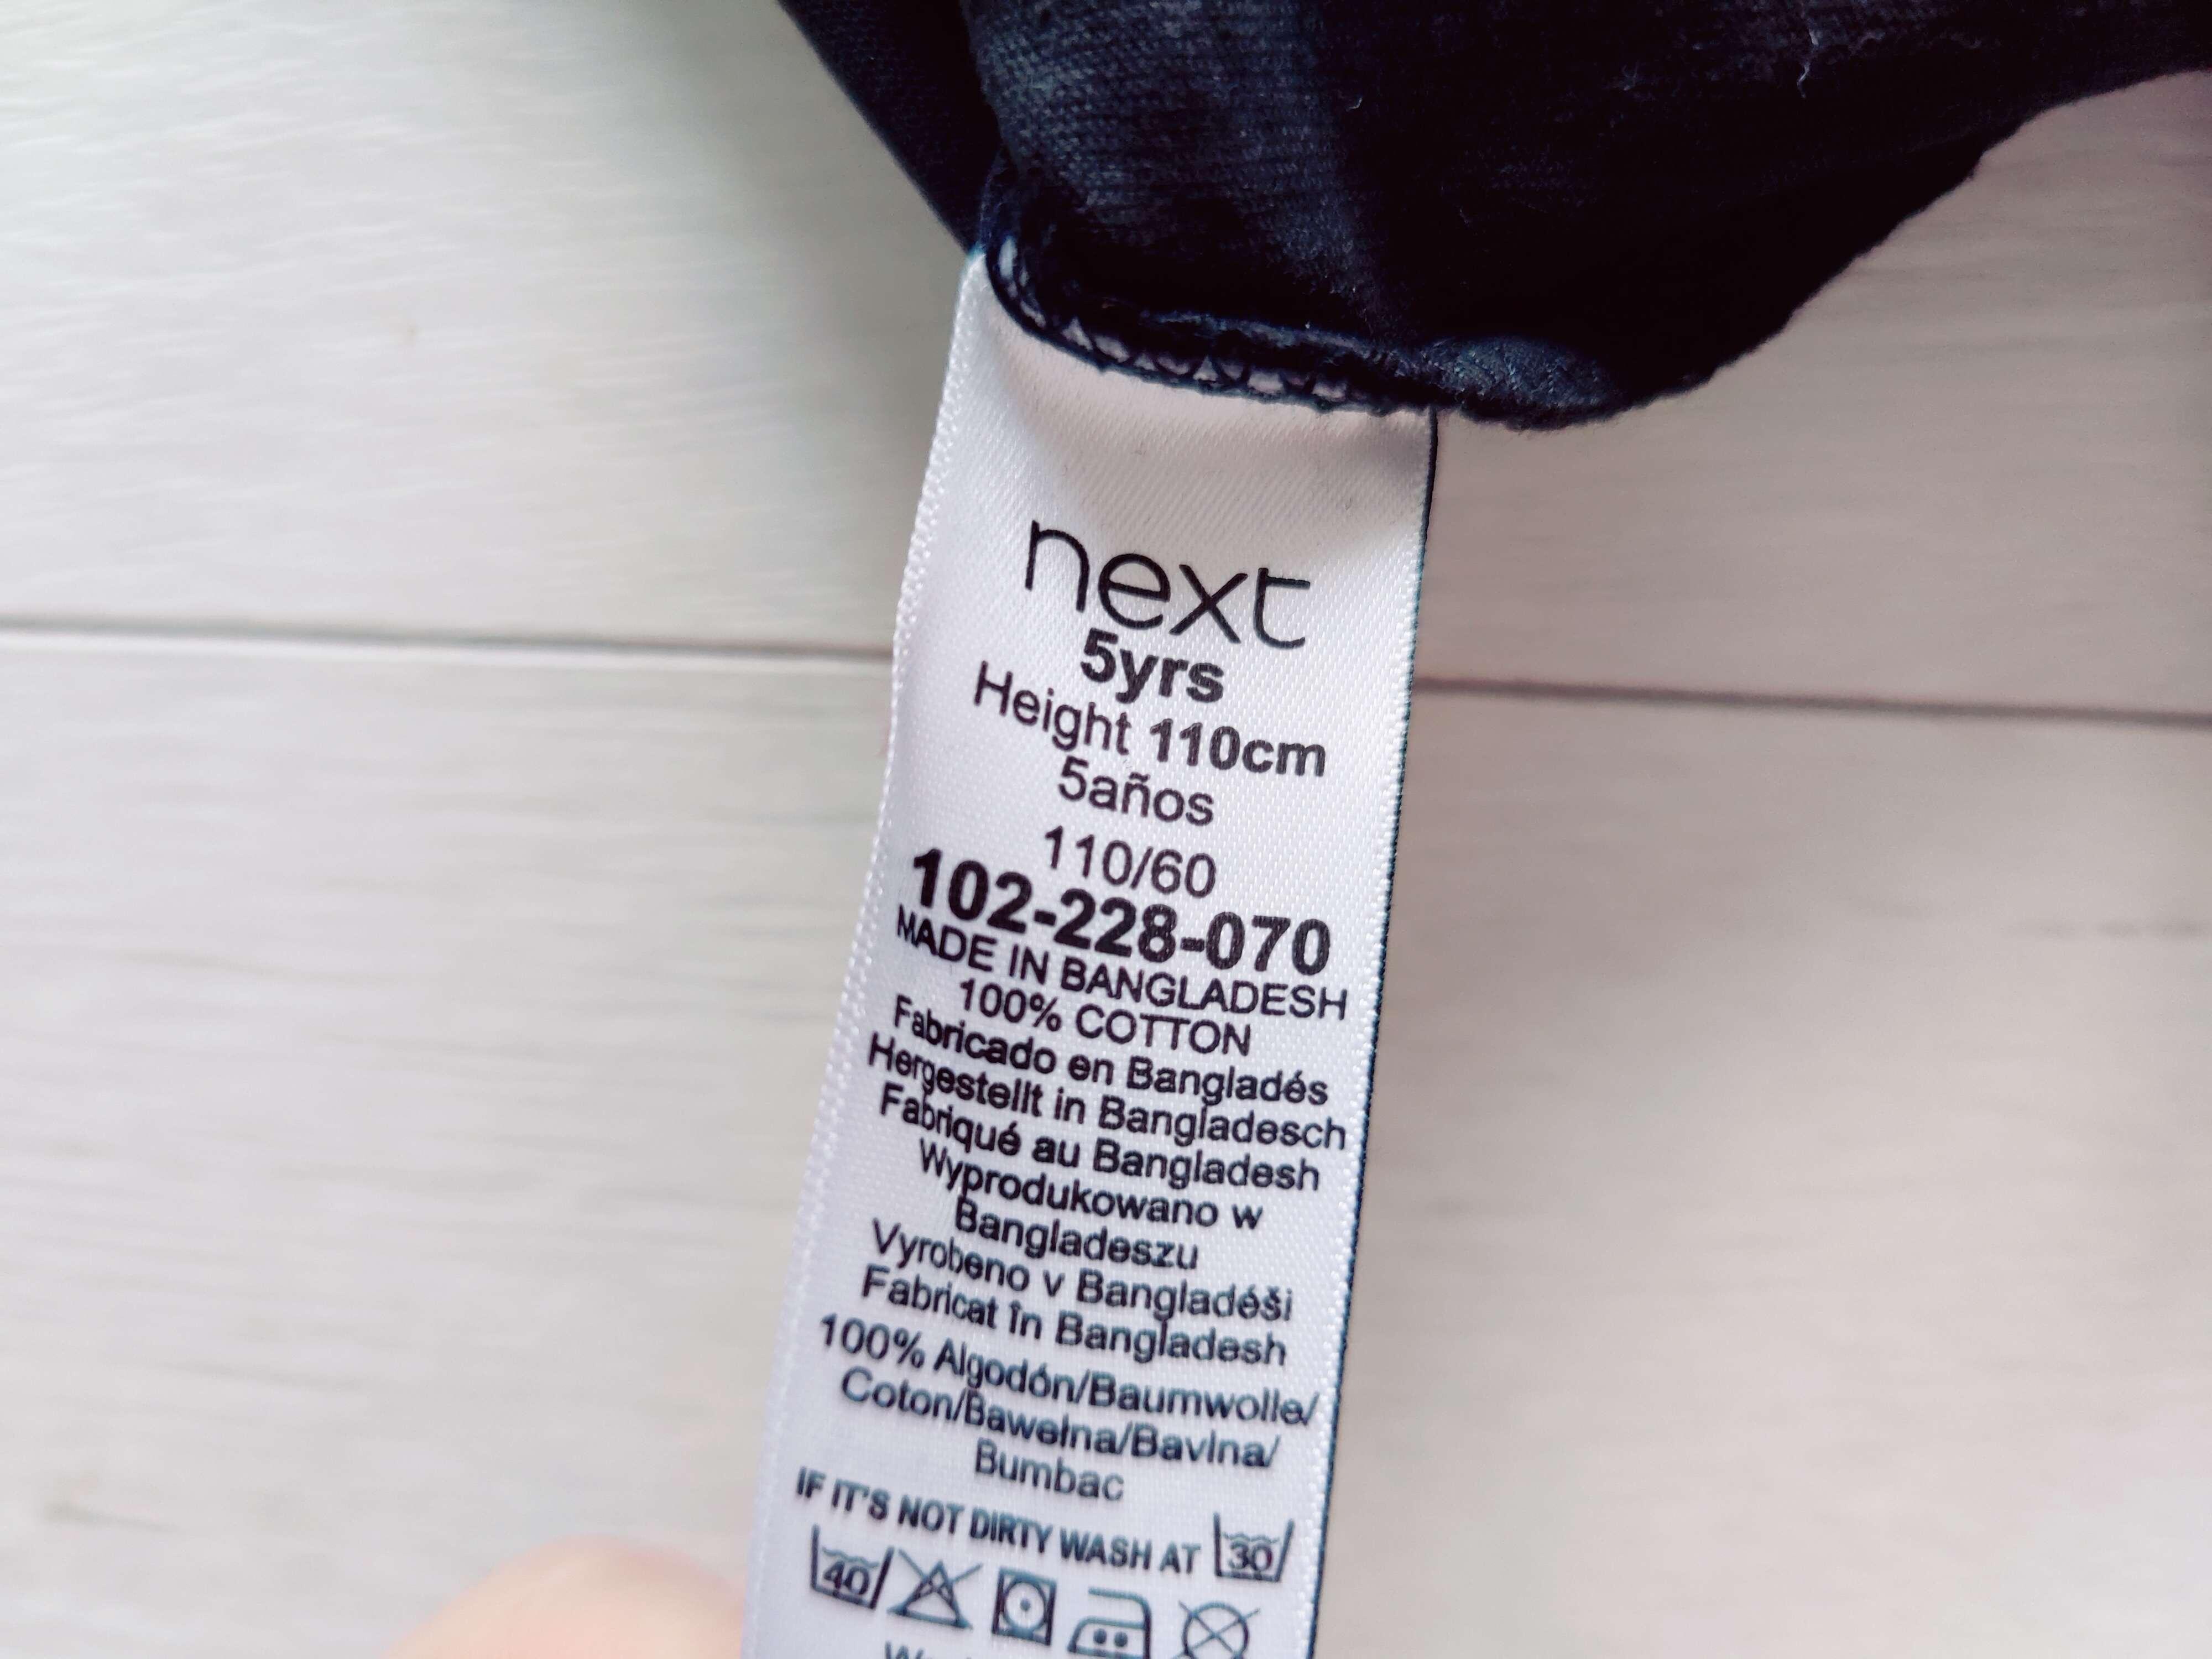 next
5yrs
Height 110cm
5años
110/60
102-228-070
MADE IN BANGLADESH
100% COTTON
Fabricado en Bangladés
Hergestellt in Bangladesch
Fabriqué au Bangladesh
Wyprodukowano w
Bangladeszu
Vyrobeno v Bangladéši
Fabricat în Bangladesh
100% Algodón/Baumwolle/
Coton/Bawełna/Bavlna/
Bumbac
IF IT'S NOT DIRTY WASH AT 30
40